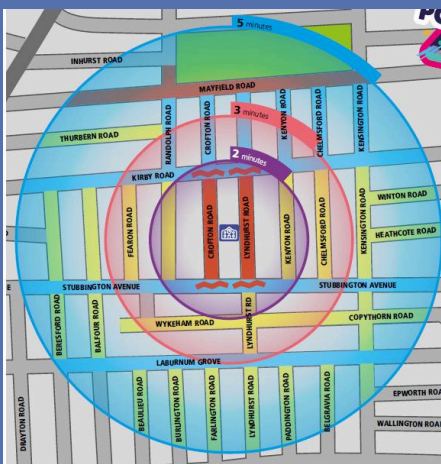 5 minutes
INHURST ROAD
MAYFIELD ROAD
RANDOLPH ROAD
CROFTON ROAD
KENYON ROAD
CHELMSFORD ROAD
KENSINGTON ROAD
3 minutes
THURBERN ROAD
2 minutes
KIRBY ROAD
WINTON ROAD
FEARON ROAD
CROFTON ROAD
LYNDHURST ROAD
KENYON ROAD
CHELMSFORD ROAD
KENSINGTON ROAD
HEATHCOTE ROAD
STUBBINGTON AVENUE
STUBBINGTON AVENUE
BERESFORD ROAD
BALFOUR ROAD
LYNDHURST RD
WYKEHAM ROAD
COPYTHORN ROAD
LABURNUM GROVE
DRAYTON ROAD
BEAULIEU ROAD
BURLINGTON ROAD
FARLINGTON ROAD
LYNDHURST ROAD
PADDINGTON ROAD
BELGRAVIA ROAD
EPWORTH ROAD
WALLINGTON ROAD